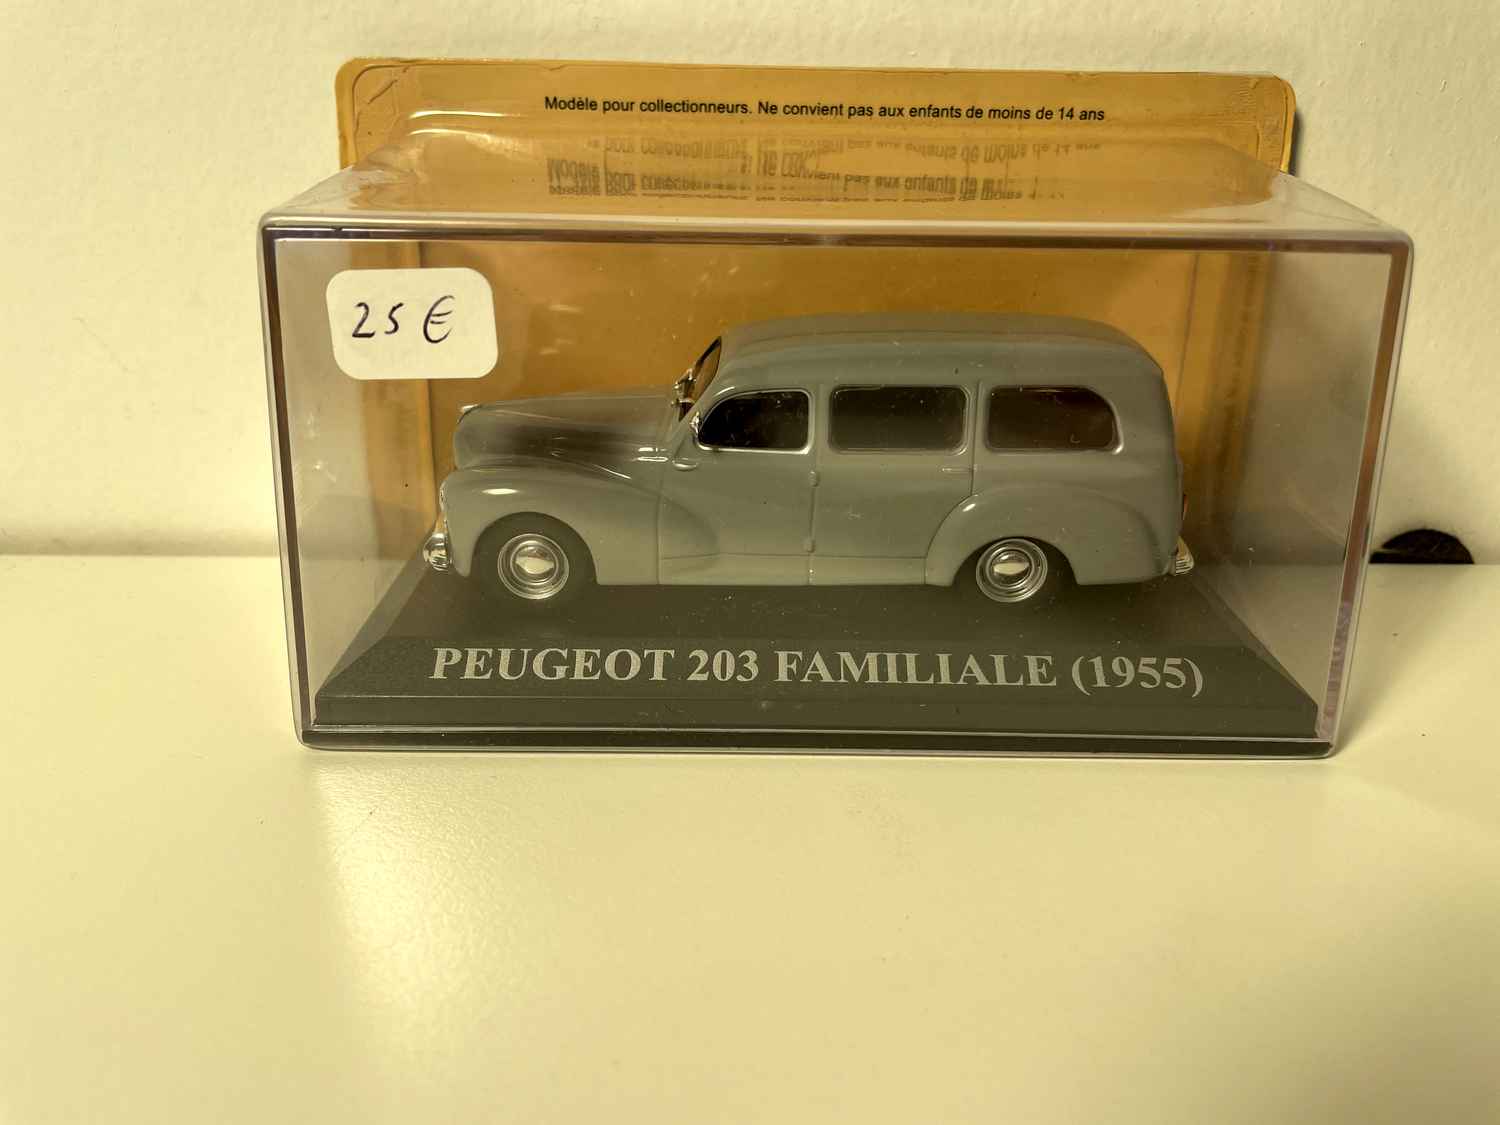 Modèle pour collectionneurs. Ne convient pas aux enfants de moins de 14 ans
25 €
PEUGEOT 203 FAMILIALE (1955)